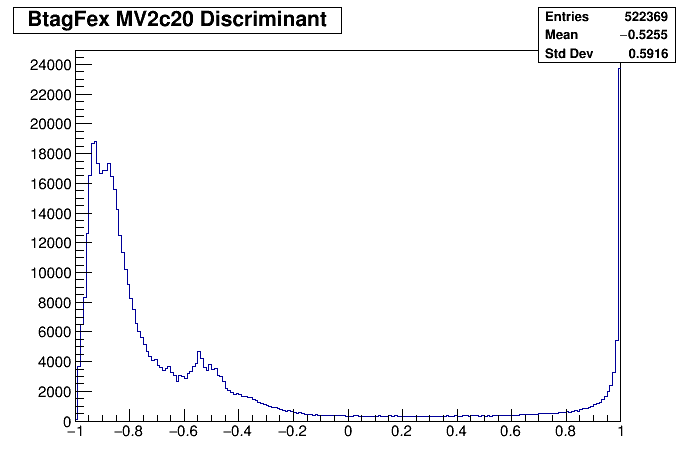 BtagFex MV2c20 Discriminant
Entries 522369
Mean −0.5255
Std Dev 0.5916
24000
22000
20000
18000
16000
14000
12000
10000
8000
6000
4000
2000
0
−1 −0.8 −0.6 −0.4 −0.2 0 0.2 0.4 0.6 0.8 1